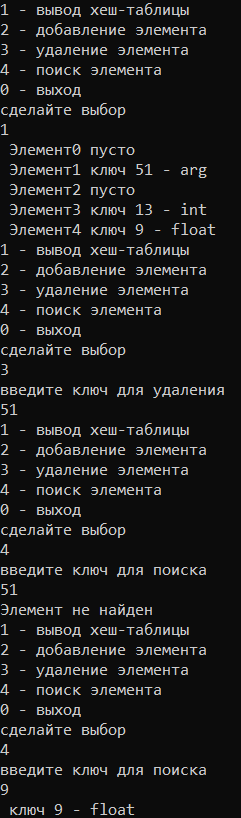 1 - вывод хеш-таблицы
2 - добавление элемента
3 - удаление элемента
4 - поиск элемента
0 - выход
сделайте выбор
1
Элемент0 пусто
Элемент1 ключ 51 - arg
Элемент2 пусто
Элемент3 ключ 13 - int
Элемент4 ключ 9 - float
1 - вывод хеш-таблицы
2 - добавление элемента
3 - удаление элемента
4 - поиск элемента
0 - выход
сделайте выбор
3
введите ключ для удаления
51
1 - вывод хеш-таблицы
2 - добавление элемента
3 - удаление элемента
4 - поиск элемента
0 - выход
сделайте выбор
4
введите ключ для поиска
51
Элемент не найден
1 - вывод хеш-таблицы
2 - добавление элемента
3 - удаление элемента
4 - поиск элемента
0 - выход
сделайте выбор
4
введите ключ для поиска
9
ключ 9 - float